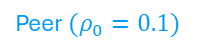 Peer (ρ₀ = 0.1)